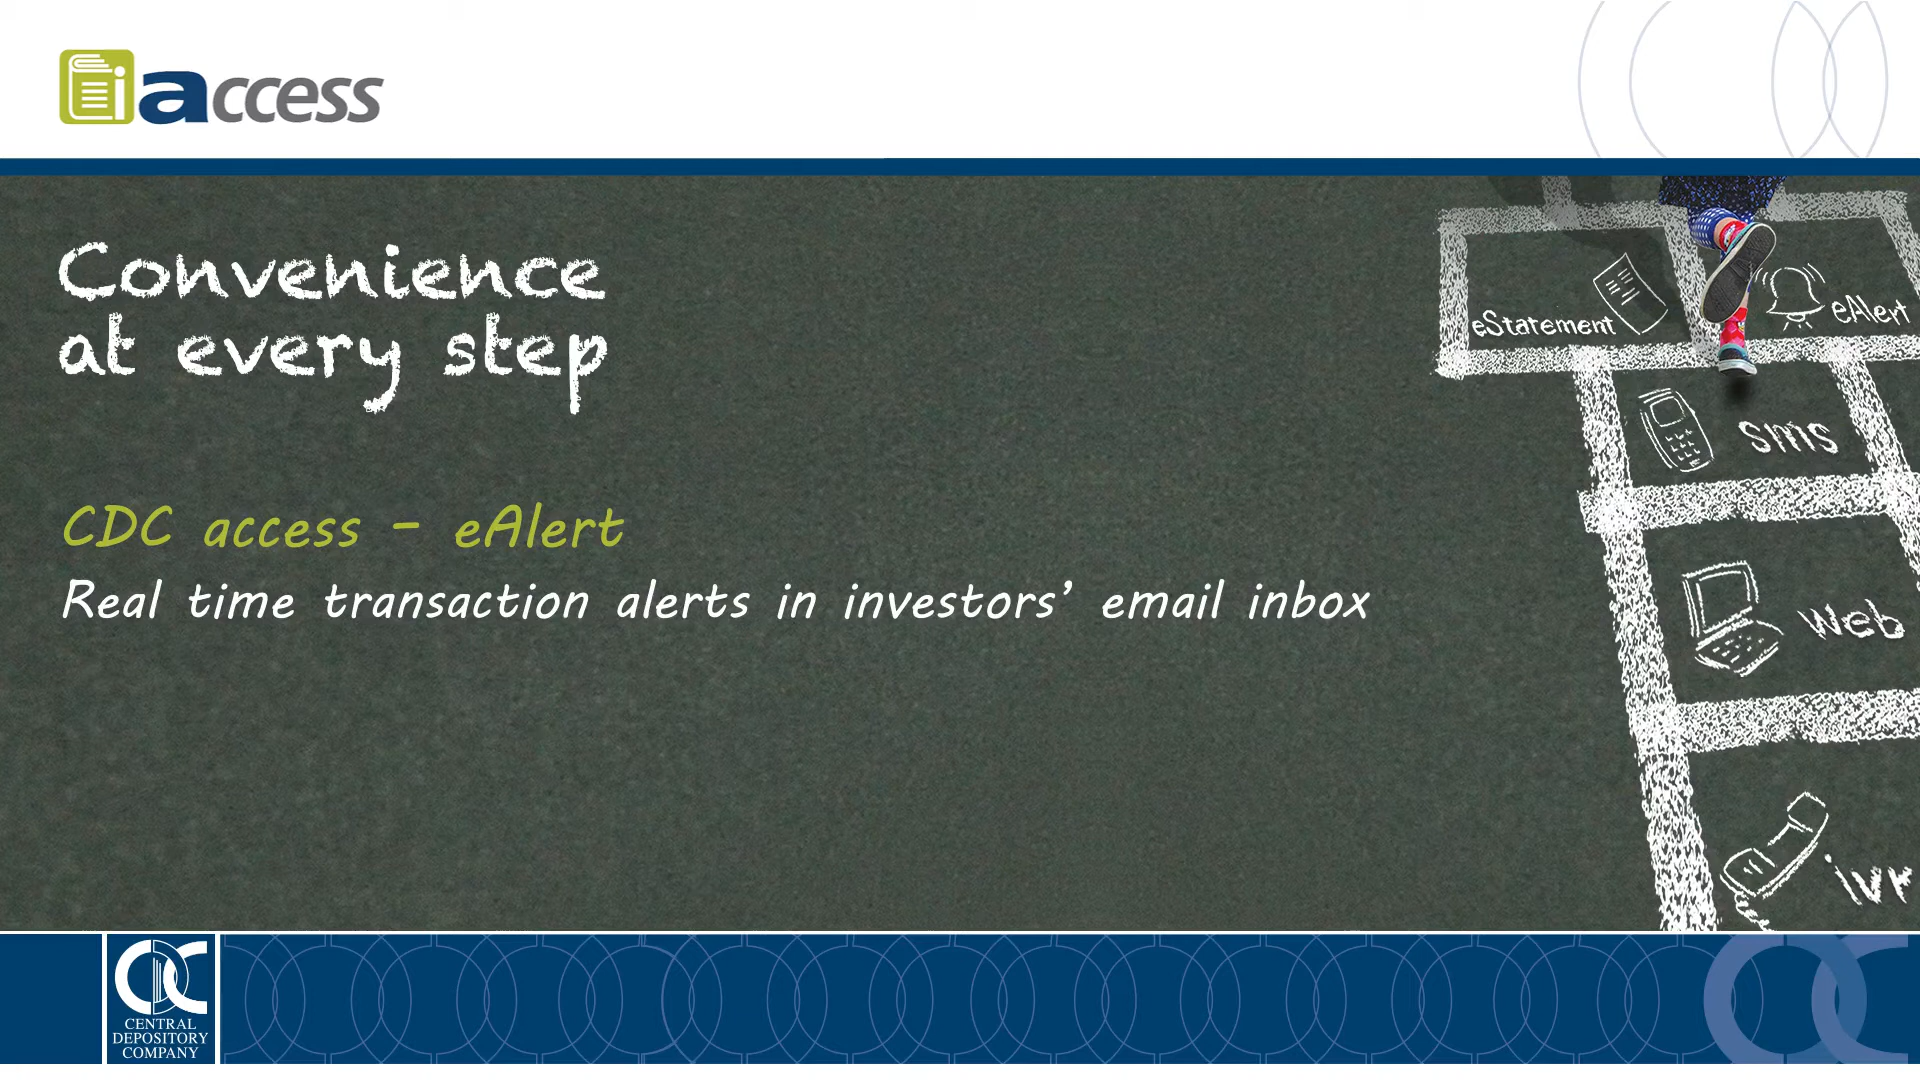 iaccess
Convenience
at every step
CDC access - eAlert
Real time transaction alerts in investors’ email inbox
eStatement
eAlert
sms
web
ivr
CENTRAL
DEPOSITORY
COMPANY